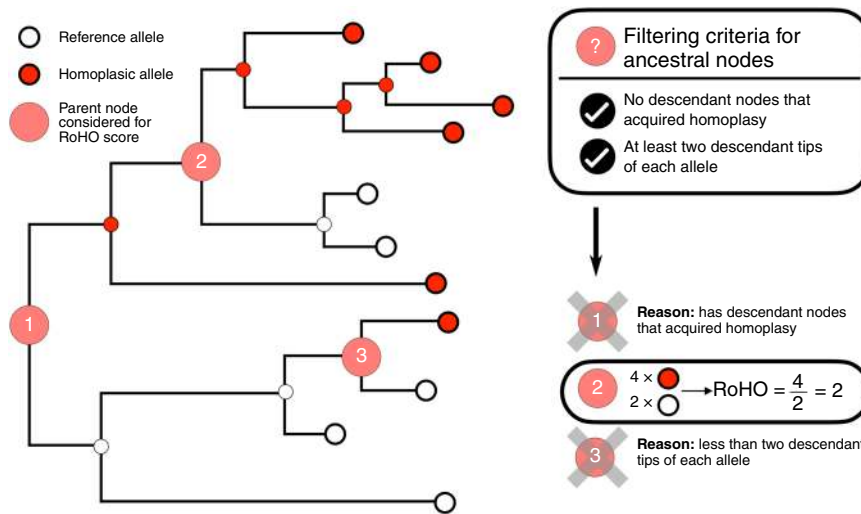 Reference allele
Homoplasic allele
Parent node
considered for
RoHO score
1
2
3
?
Filtering criteria for
ancestral nodes
No descendant nodes that
acquired homoplasy
At least two descendant tips
of each allele
1
Reason: has descendant nodes
that acquired homoplasy
2
4 ×
2 ×
RoHO = 4/2 = 2
3
Reason: less than two descendant
tips of each allele